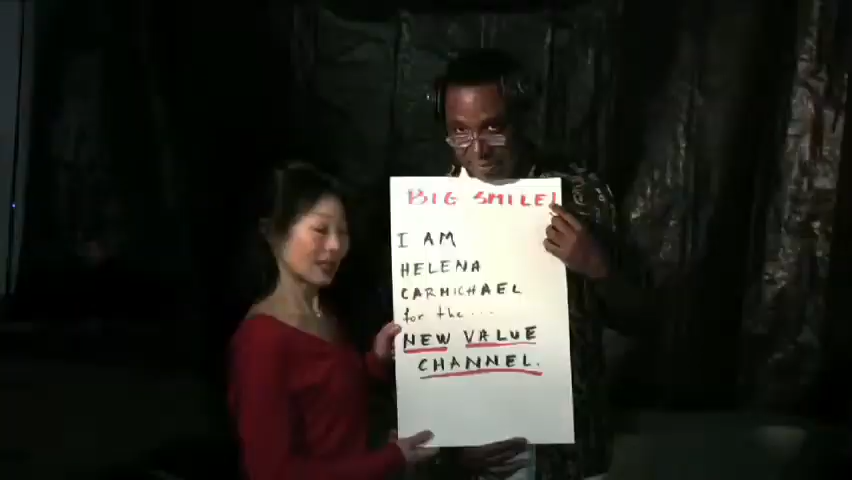 BIG SMILE!
I AM
HELENA
CARMICHAEL
for the...
NEW VALUE
CHANNEL.